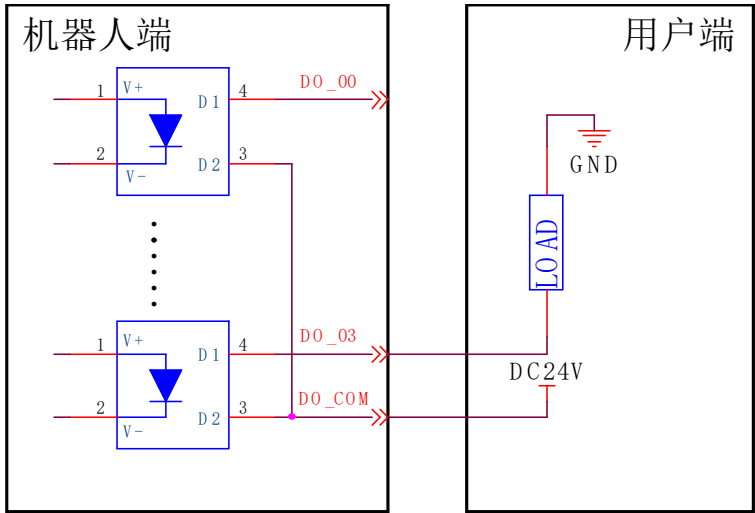 机器人端
用户端
DO_00
1 V+ D1 4
2 V- D2 3
GND
LOAD
DO_03
1 V+ D1 4
DC24V
DO_COM
2 V- D2 3